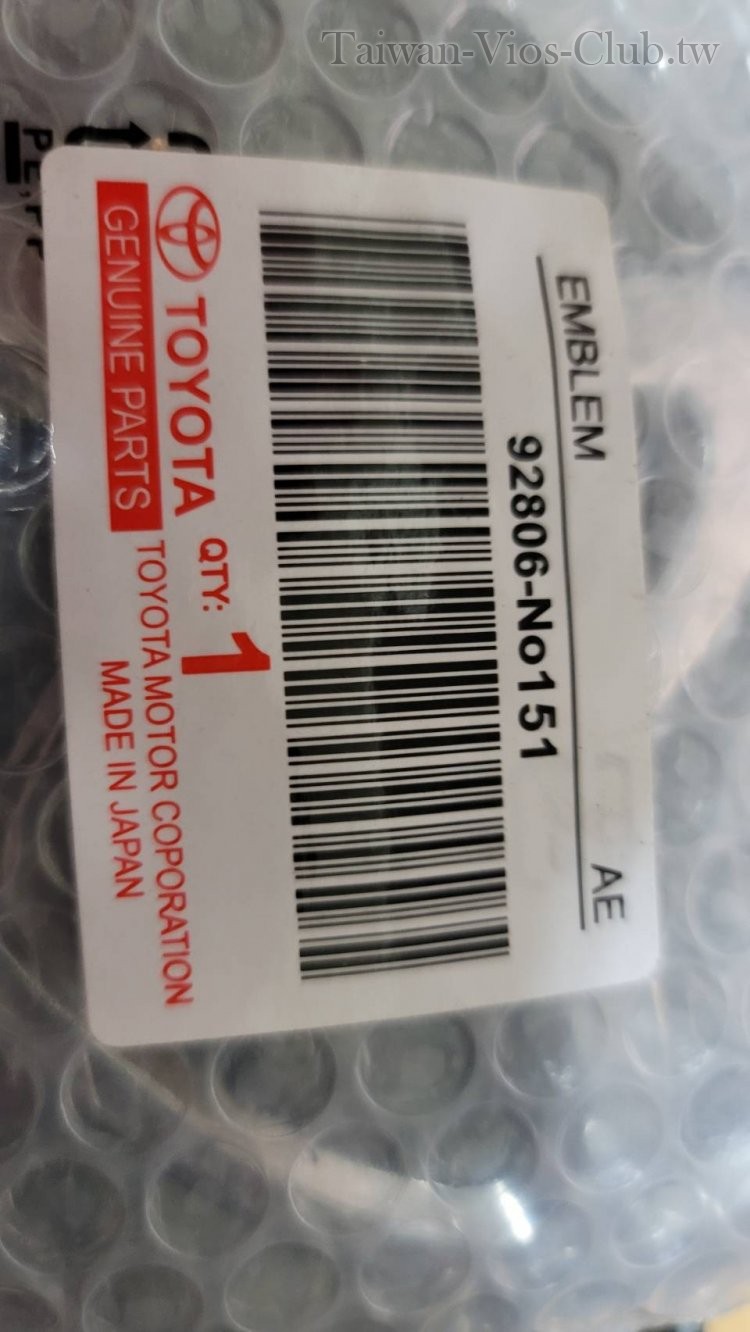 Taiwan-Vios-Club.tw
EMBLEM
AE
92806-No151
TOYOTA
GENUINE PARTS
QTY: 1
TOYOTA MOTOR COPORATION
MADE IN JAPAN